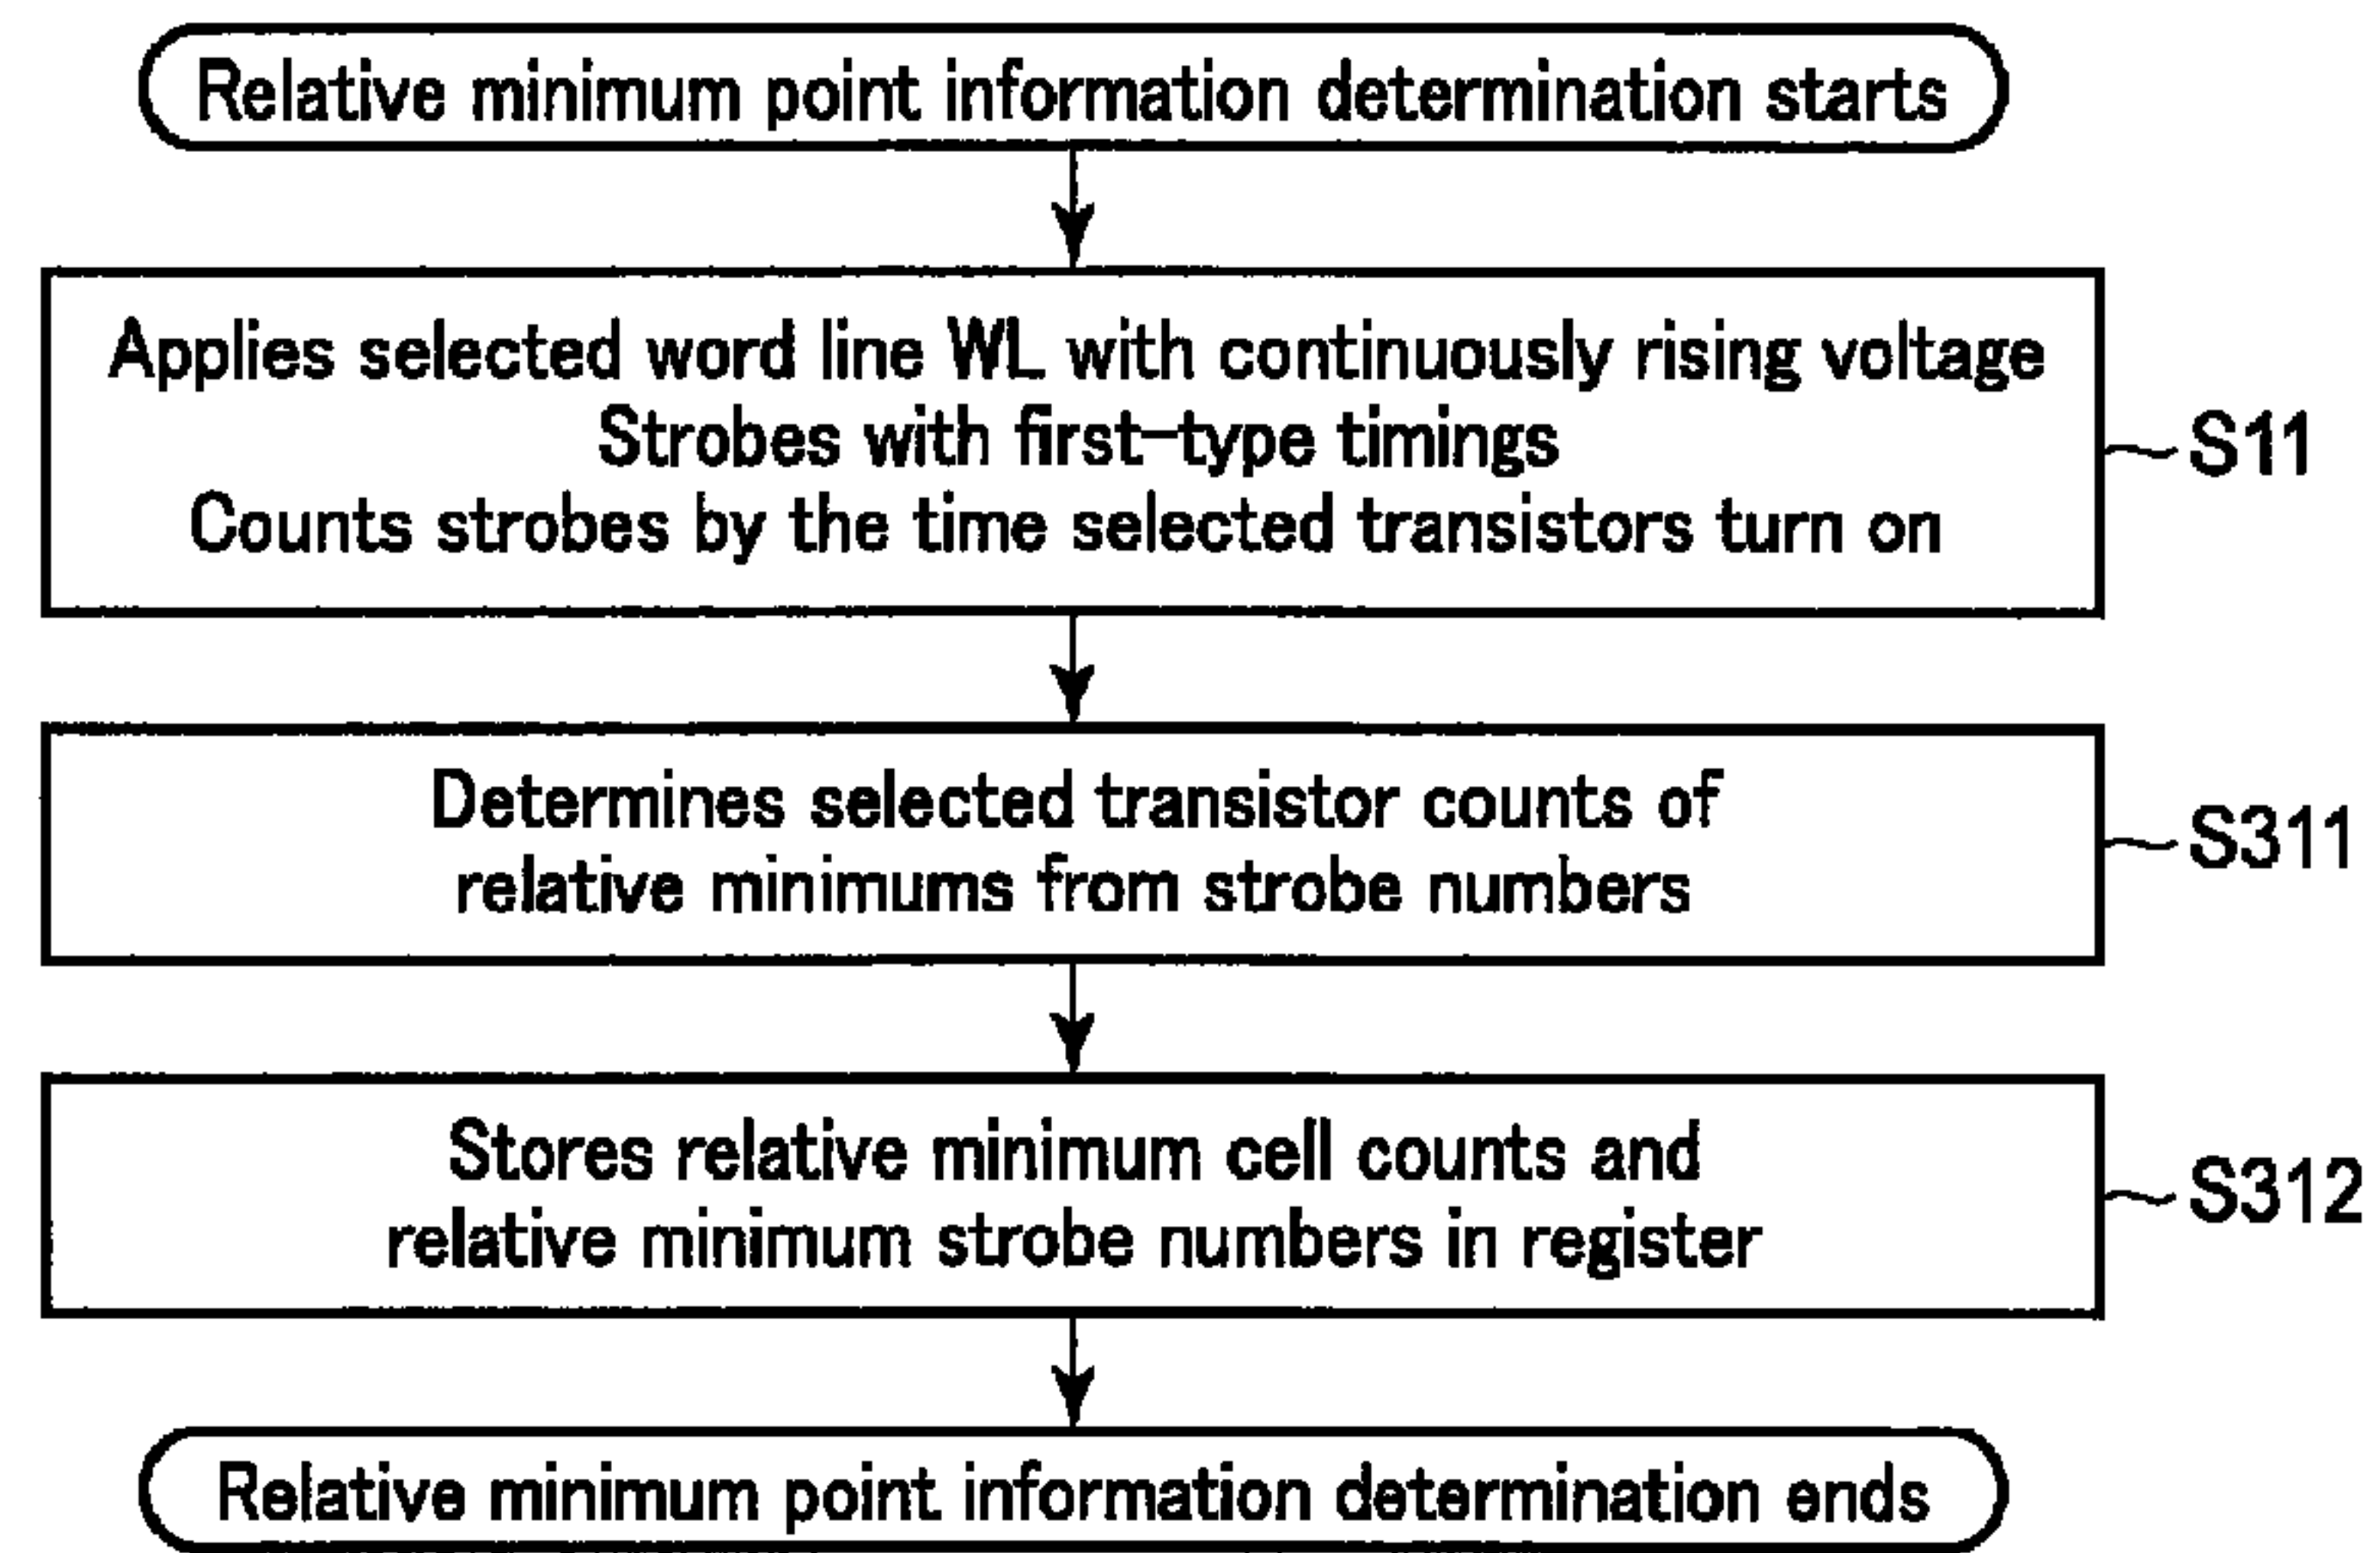 Relative minimum point information determination starts
Applies selected word line WL with continuously rising voltage
Strobes with first-type timings
Counts strobes by the time selected transistors turn on
S11
Determines selected transistor counts of
relative minimums from strobe numbers
S311
Stores relative minimum cell counts and
relative minimum strobe numbers in register
S312
Relative minimum point information determination ends